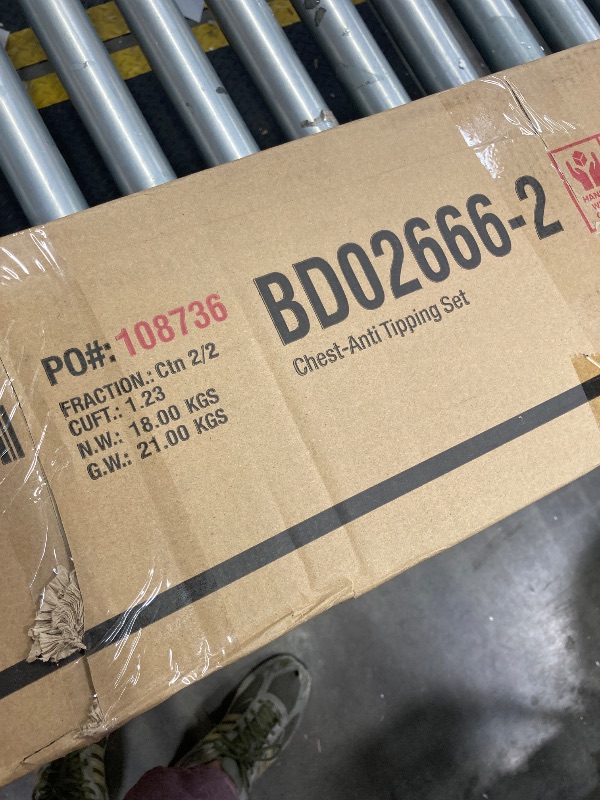 BD02666-2
Chest-Anti Tipping Set
PO#:108736
FRACTION.: Ctn 2/2
CUFT.: 1.23
N.W.: 18.00 KGS
G.W.: 21.00 KGS